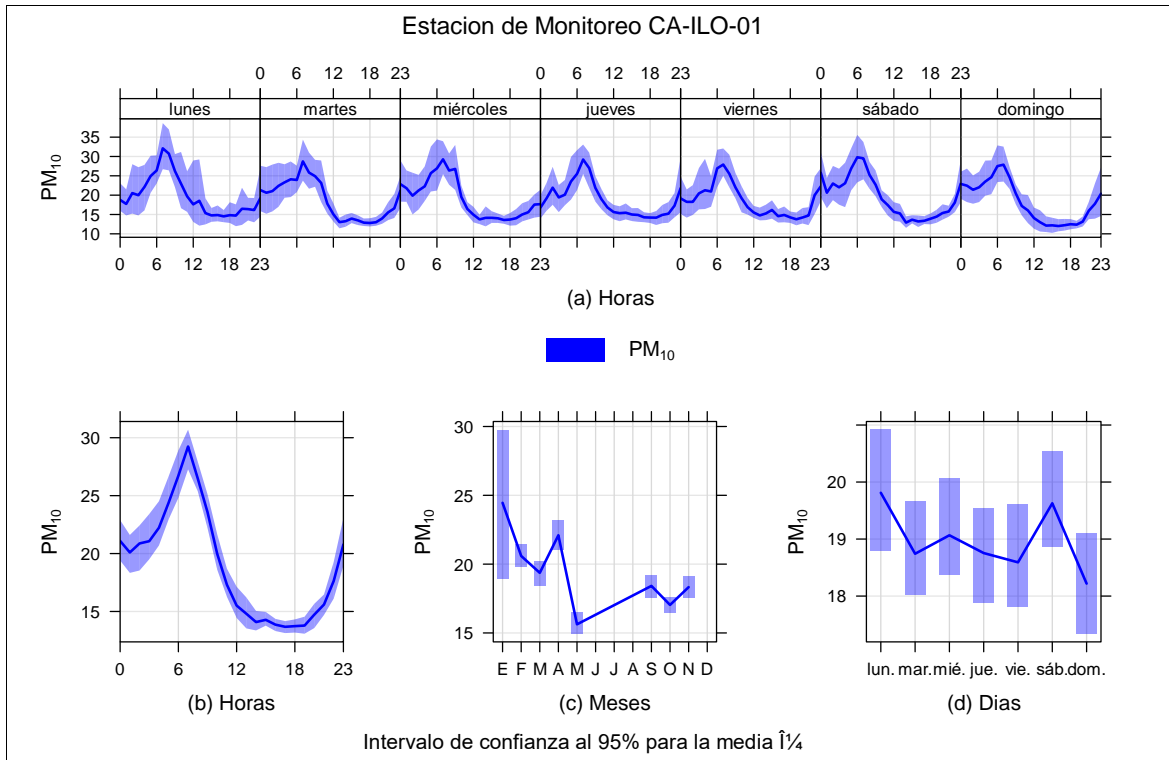 Estacion de Monitoreo CA-ILO-01
0 6 12 18 23 0 6 12 18 23 0 6 12 18 23
lunes martes miércoles jueves viernes sábado domingo
35
30
25
20
15
10
PM₁₀
0 6 12 18 0 6 12 18 23 0 6 12 18 23 0 6 12 18 23
(a) Horas
PM₁₀
30
25
20
15
PM₁₀
0 6 12 18 23
(b) Horas
30
25
20
15
PM₁₀
E F M A M J J A S O N D
(c) Meses
20
19
18
PM₁₀
lun. mar. mié. jue. vie. sáb. dom.
(d) Dias
Intervalo de confianza al 95% para la media Î¼